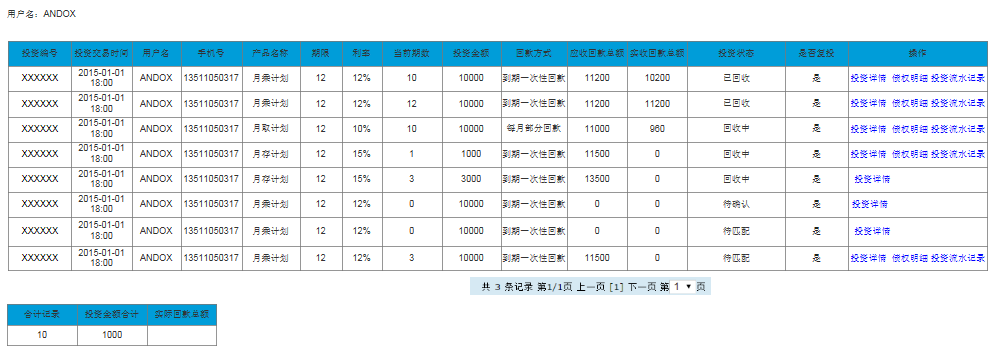 用户名：ANDOX
投资编号 投资交易时间 用户名 手机号 产品名称 期限 利率 当前期数 投资金额 回款方式 应收回款总额 实收回款总额 投资状态 是否复投 操作
XXXXXX 2015-01-01 18:00 ANDOX 13511050317 月乘计划 12 12% 10 10000 到期一次性回款 11200 10200 已回收 是 投资详情 债权明细 投资流水记录
XXXXXX 2015-01-01 18:00 ANDOX 13511050317 月乘计划 12 12% 12 10000 到期一次性回款 11200 11200 已回收 是 投资详情 债权明细 投资流水记录
XXXXXX 2015-01-01 18:00 ANDOX 13511050317 月取计划 12 10% 10 10000 每月部分回款 11000 960 回收中 是 投资详情 债权明细 投资流水记录
XXXXXX 2015-01-01 18:00 ANDOX 13511050317 月存计划 12 15% 1 1000 到期一次性回款 11500 0 回收中 是 投资详情 债权明细 投资流水记录
XXXXXX 2015-01-01 18:00 ANDOX 13511050317 月存计划 12 15% 3 3000 到期一次性回款 13500 0 回收中 是 投资详情
XXXXXX 2015-01-01 18:00 ANDOX 13511050317 月乘计划 12 12% 0 10000 到期一次性回款 0 0 待确认 是 投资详情
XXXXXX 2015-01-01 18:00 ANDOX 13511050317 月乘计划 12 12% 0 10000 到期一次性回款 0 0 待匹配 是 投资详情
XXXXXX 2015-01-01 18:00 ANDOX 13511050317 月乘计划 12 12% 3 10000 到期一次性回款 11500 0 待匹配 是 投资详情 债权明细 投资流水记录
共 3 条记录 第1/1页 上一页 [1] 下一页 第 1 页
合计记录 投资金额合计 实际回款总额
10 1000